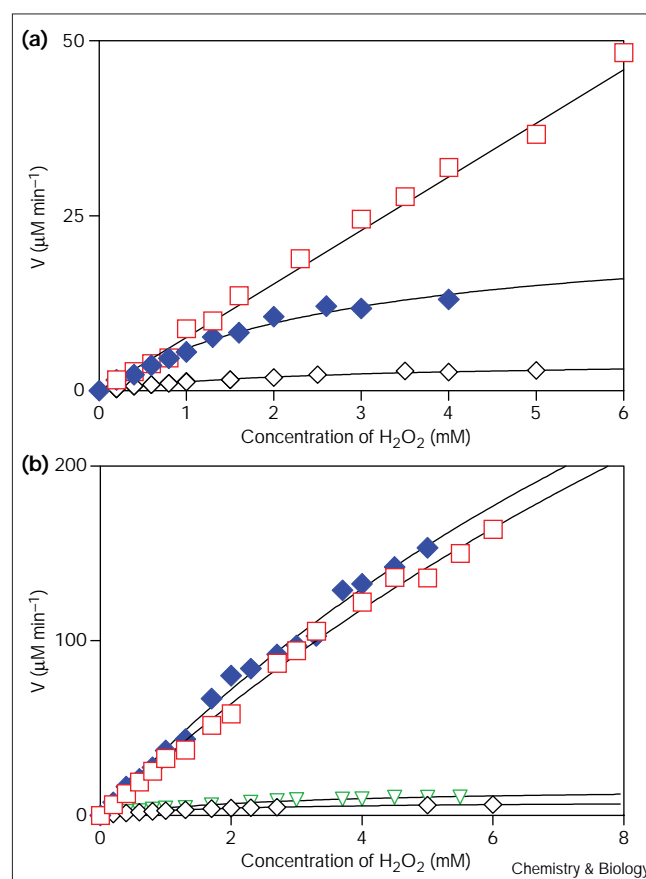 (a)
50
25
0
V (μM min⁻¹)
0 1 2 3 4 5 6
Concentration of H₂O₂ (mM)
(b)
200
100
0
V (μM min⁻¹)
0 2 4 6 8
Concentration of H₂O₂ (mM)
Chemistry & Biology